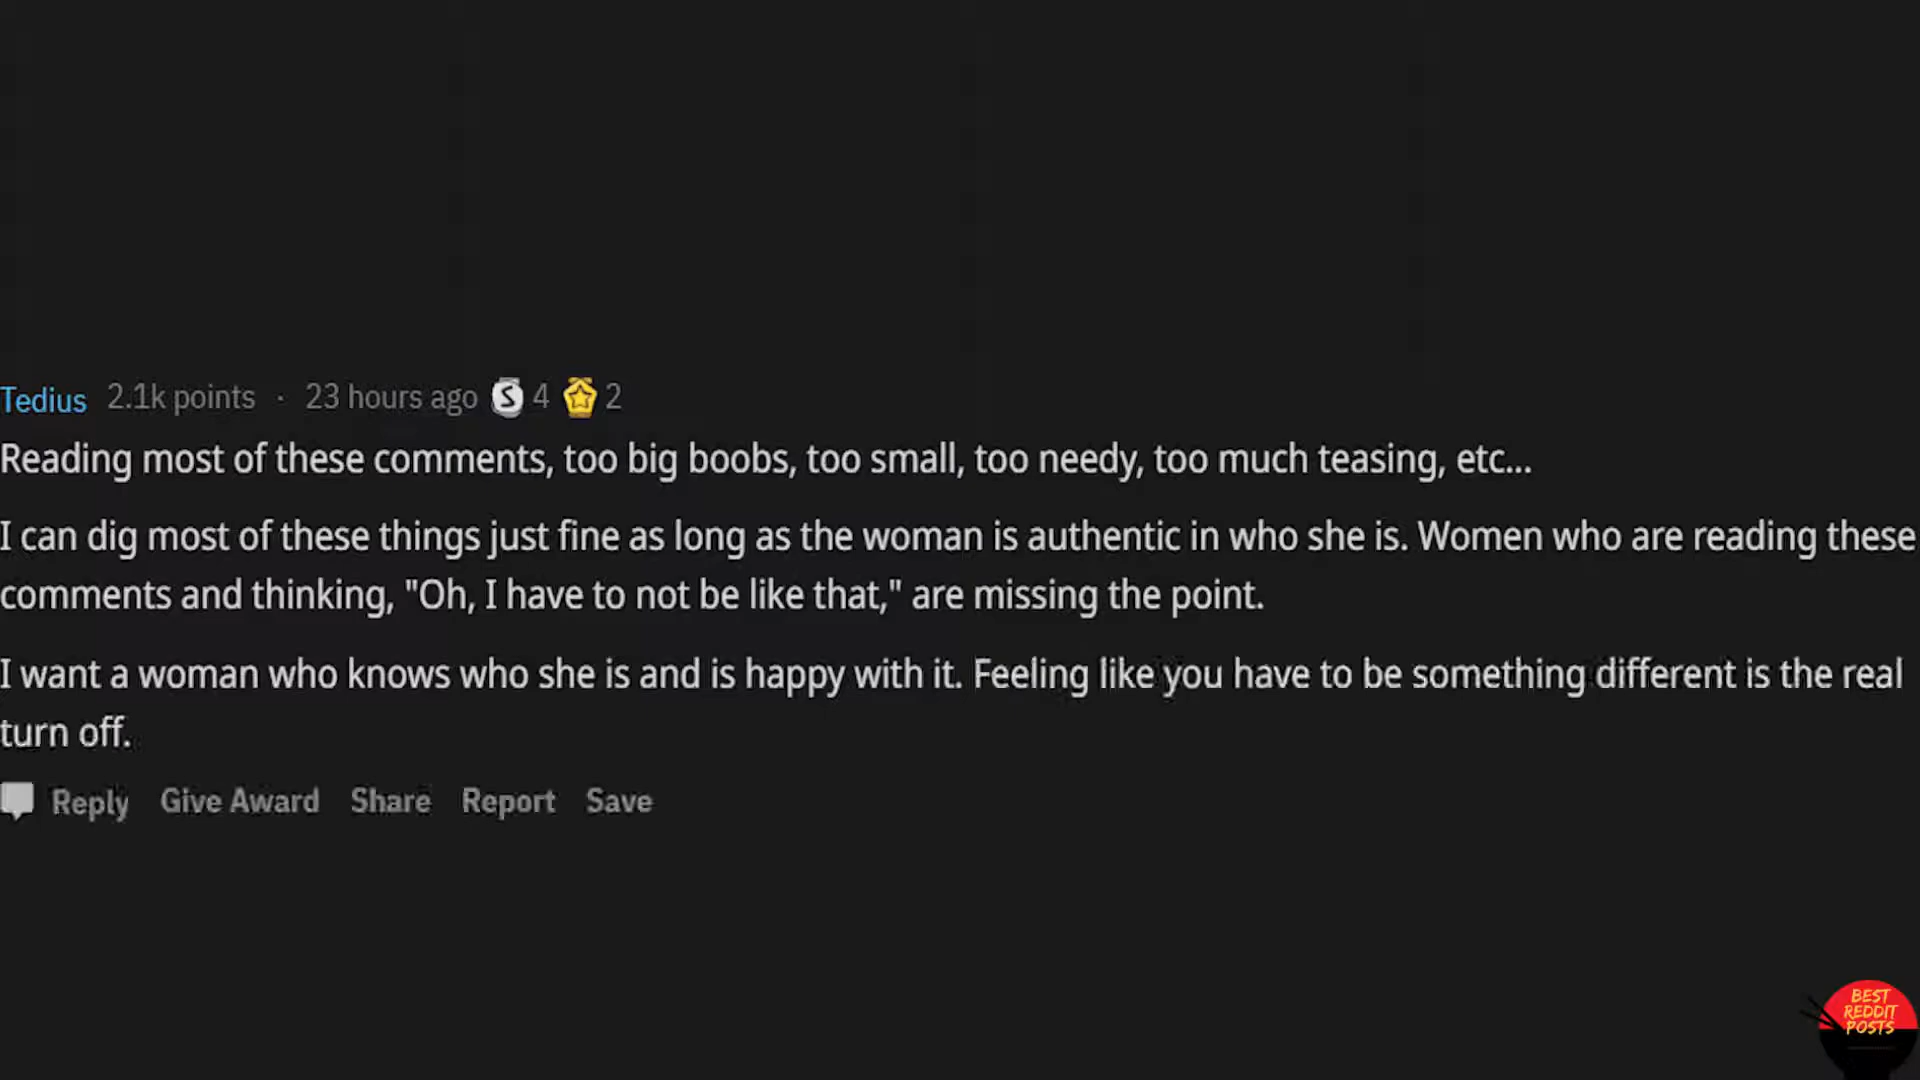 Tedius 2.1k points · 23 hours ago S 4 2
Reading most of these comments, too big boobs, too small, too needy, too much teasing, etc...
I can dig most of these things just fine as long as the woman is authentic in who she is. Women who are reading these
comments and thinking, "Oh, I have to not be like that," are missing the point.
I want a woman who knows who she is and is happy with it. Feeling like you have to be something different is the real
turn off.
Reply Give Award Share Report Save
BEST
REDDIT
POSTS